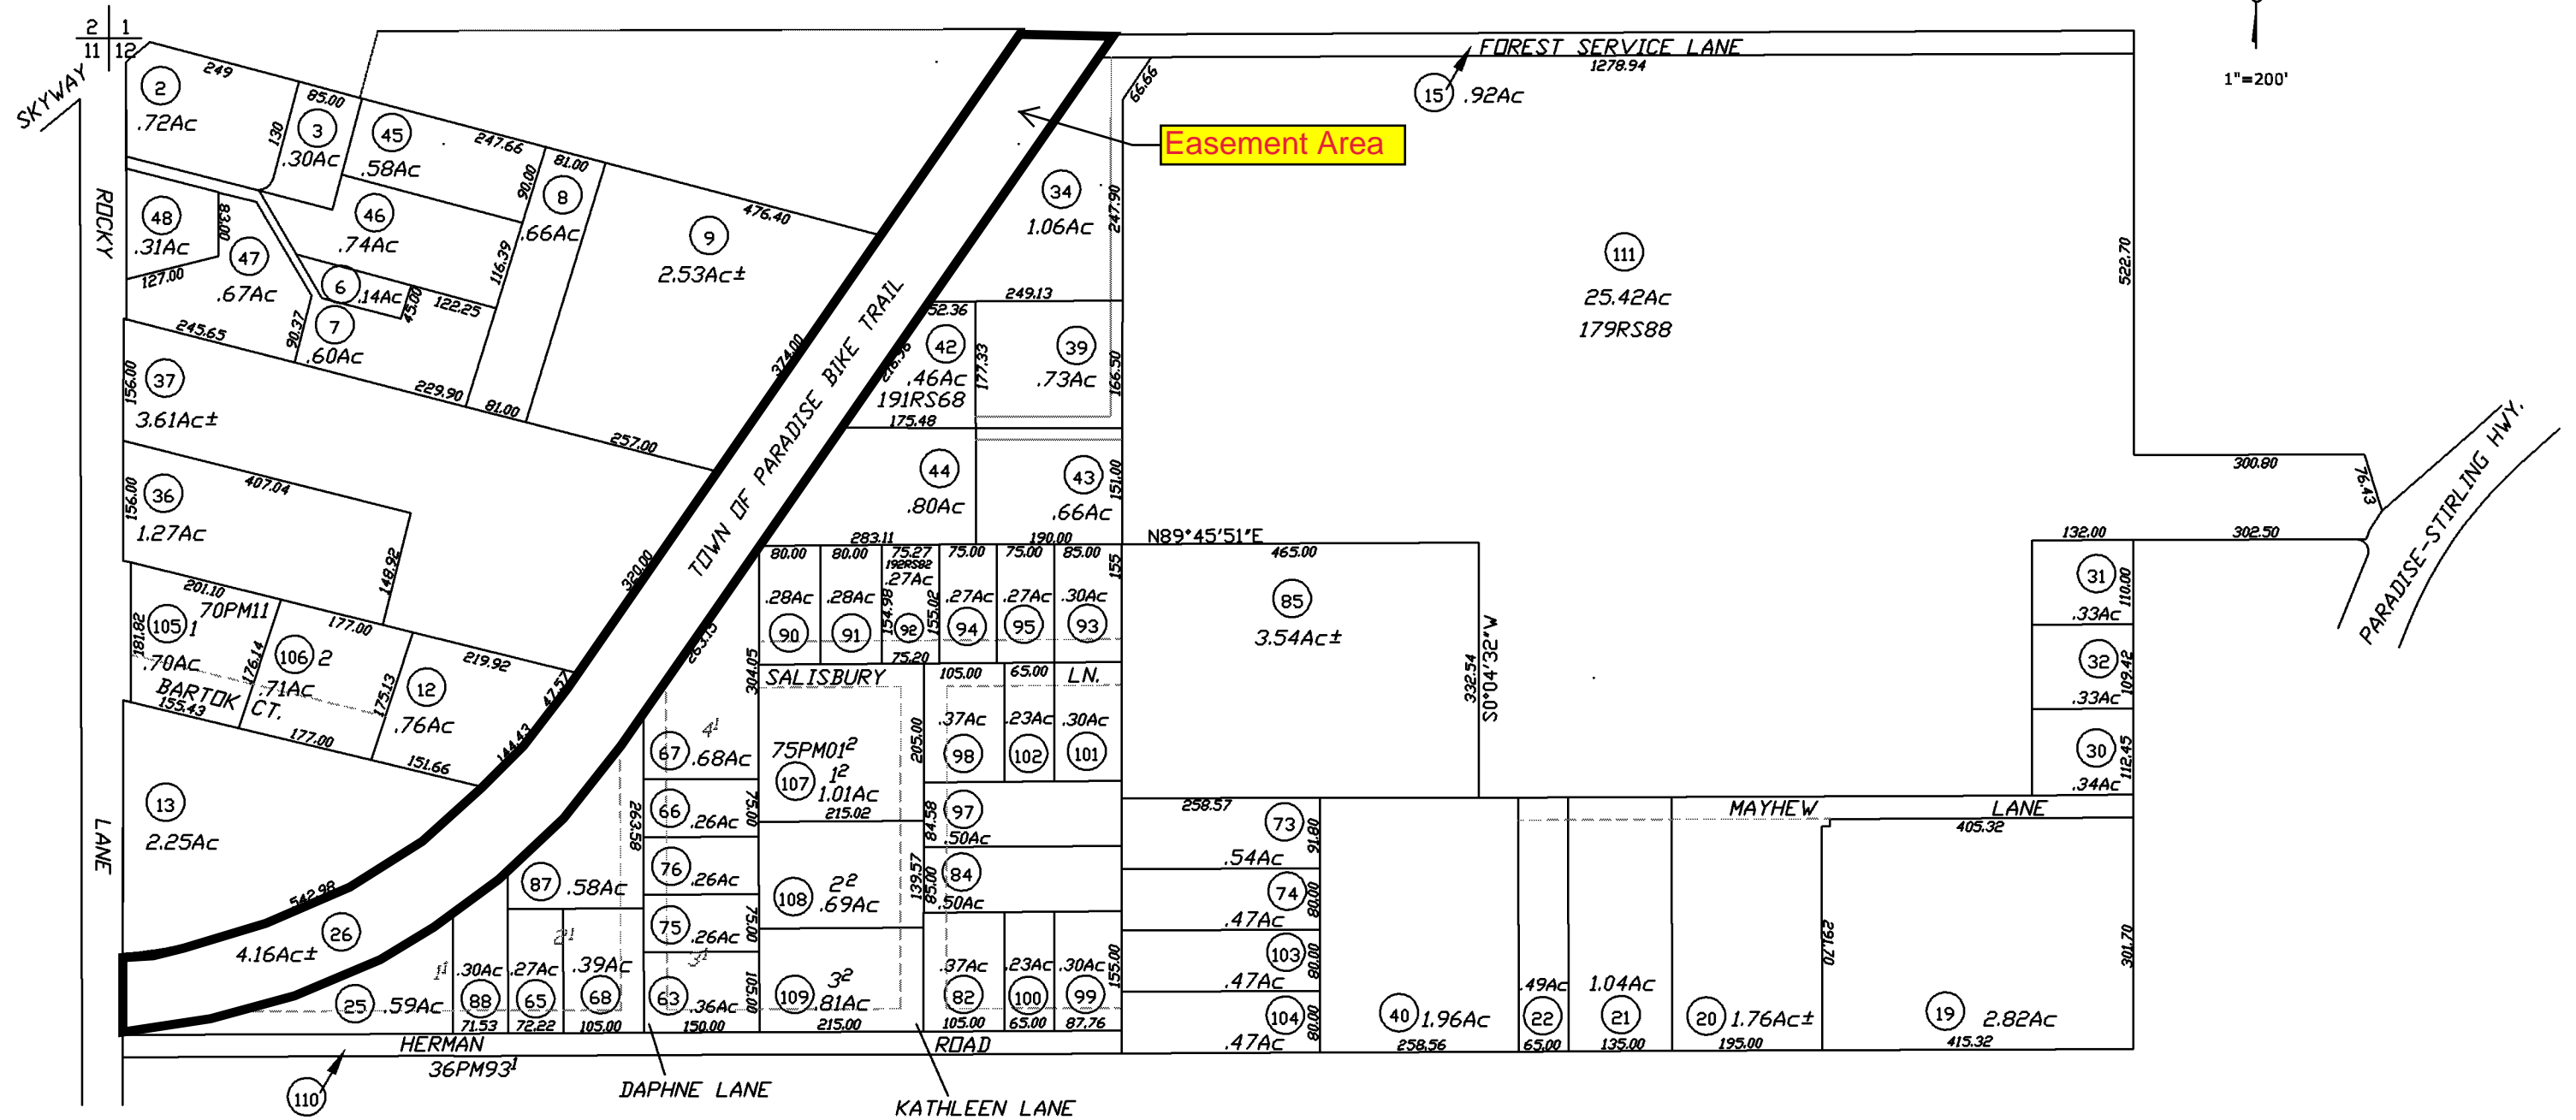 2 1
11 12
SKYWAY
ROCKY
LANE
249
2
.72Ac
85.00
130
3
.30Ac
45
.58Ac
247.66
81.00
90.00
8
.66Ac
46
.74Ac
116.39
48
.31Ac
83.00
47
.67Ac
127.00
6
.14Ac
45.00
122.25
7
.60Ac
90.37
245.65
229.90
81.00
257.00
9
2.53Ac±
476.40
374.00
156.00
37
3.61Ac±
156.00
36
1.27Ac
407.04
148.92
320.00
201.10
70PM11
181.82
105 1
.70Ac
176.14
106 2
.71Ac
177.00
BARTOK
CT.
155.43
177.00
175.13
12
.76Ac
219.92
47.57
151.66
144.43
13
2.25Ac
542.98
26
4.16Ac±
TOWN OF PARADISE BIKE TRAIL
Easement Area
FOREST SERVICE LANE
1278.94
15 .92Ac
1"=200'
66.66
34
1.06Ac
247.90
249.13
52.36
42
.46Ac
191RS68
175.48
177.33
39
.73Ac
166.50
44
.80Ac
283.11
43
.66Ac
151.00
190.00
111
25.42Ac
179RS88
522.70
300.80
76.43
302.50
132.00
PARADISE-STIRLING HWY.
N89°45'51"E
465.00
85
3.54Ac±
332.54
S0°04'32"W
31
.33Ac
110.00
32
.33Ac
109.42
30
.34Ac
112.45
80.00 80.00 75.27 75.00 75.00 85.00
192RS82
155
.28Ac .28Ac .27Ac .27Ac .27Ac .30Ac
154.98
155.02
90 91 92 94 95 93
75.20
263.15
304.05
SALISBURY LN.
105.00 65.00
.37Ac .23Ac .30Ac
98 102 101
205.00
4¹
67 .68Ac
75PM01²
107 1²
1.01Ac
215.02
66 .26Ac
75.00
263.58
76 .26Ac
75 .26Ac
75.00
3¹
63 .36Ac
105.00
150.00
108 2²
.69Ac
139.57
109 3²
.81Ac
215.00
97
.50Ac
84.58
84
.50Ac
85.00
.37Ac .23Ac .30Ac
82 100 99
155.00
105.00 65.00 87.76
87 .58Ac
2¹
1¹
25 .59Ac
.30Ac .27Ac .39Ac
88 65 68
71.53 72.22 105.00
HERMAN ROAD
36PM93¹
110
DAPHNE LANE
KATHLEEN LANE
258.57
73
.54Ac
91.80
74
.47Ac
80.00
103
.47Ac
80.00
104
.47Ac
80.00
MAYHEW LANE
405.32
40 1.96Ac
258.56
.49Ac
22
65.00
1.04Ac
21
135.00
20 1.76Ac±
195.00
291.70
19 2.82Ac
415.32
301.70